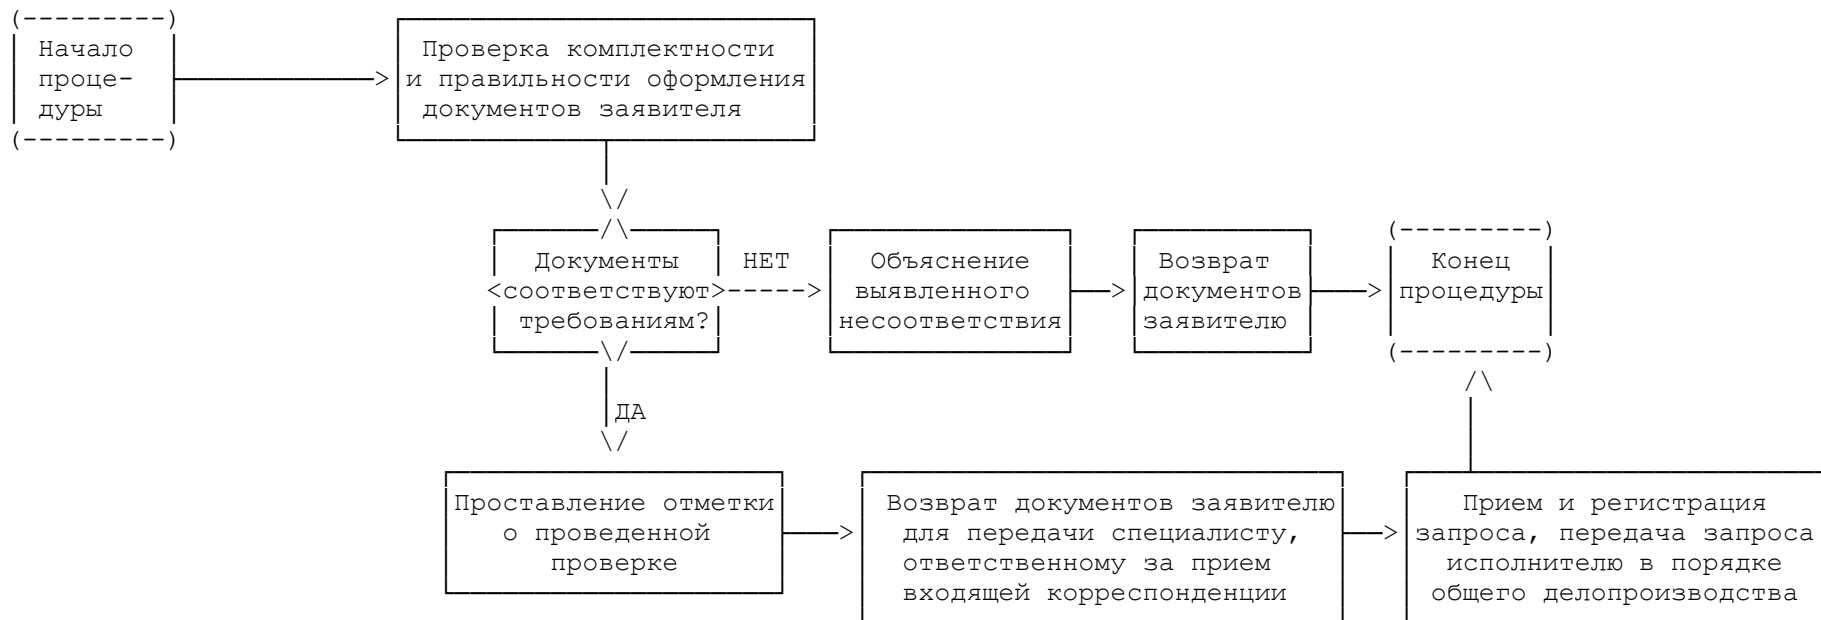 Начало
проце-
дуры
Проверка комплектности
и правильности оформления
документов заявителя
Документы
соответствуют
требованиям?
НЕТ
Объяснение
выявленного
несоответствия
Возврат
документов
заявителю
Конец
процедуры
ДА
Проставление отметки
о проведенной
проверке
Возврат документов заявителю
для передачи специалисту,
ответственному за прием
входящей корреспонденции
Прием и регистрация
запроса, передача запроса
исполнителю в порядке
общего делопроизводства